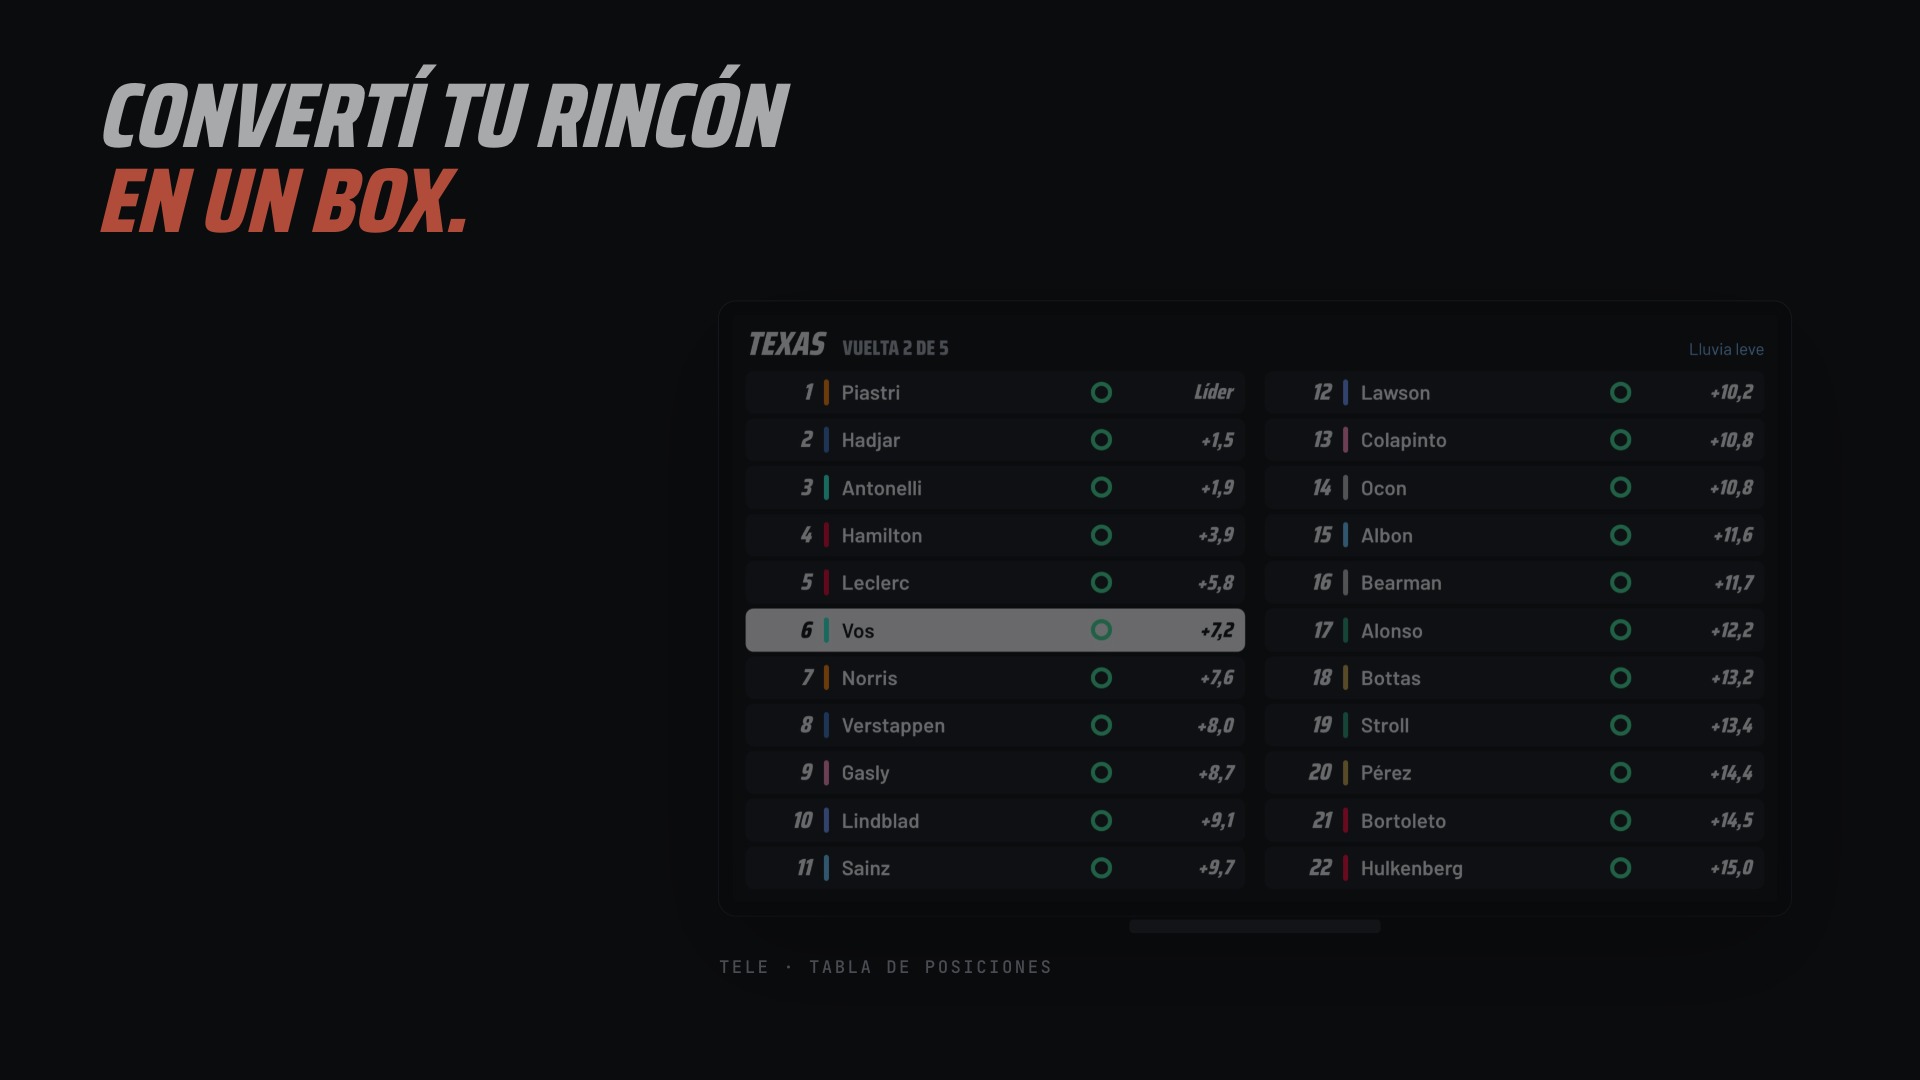 CONVERTÍ TU RINCÓN
EN UN BOX.
TEXAS VUELTA 2 DE 5 Lluvia leve
1 Piastri Líder
2 Hadjar +1,5
3 Antonelli +1,9
4 Hamilton +3,9
5 Leclerc +5,8
6 Vos +7,2
7 Norris +7,6
8 Verstappen +8,0
9 Gasly +8,7
10 Lindblad +9,1
11 Sainz +9,7
12 Lawson +10,2
13 Colapinto +10,8
14 Ocon +10,8
15 Albon +11,6
16 Bearman +11,7
17 Alonso +12,2
18 Bottas +13,2
19 Stroll +13,4
20 Pérez +14,4
21 Bortoleto +14,5
22 Hulkenberg +15,0
TELE · TABLA DE POSICIONES